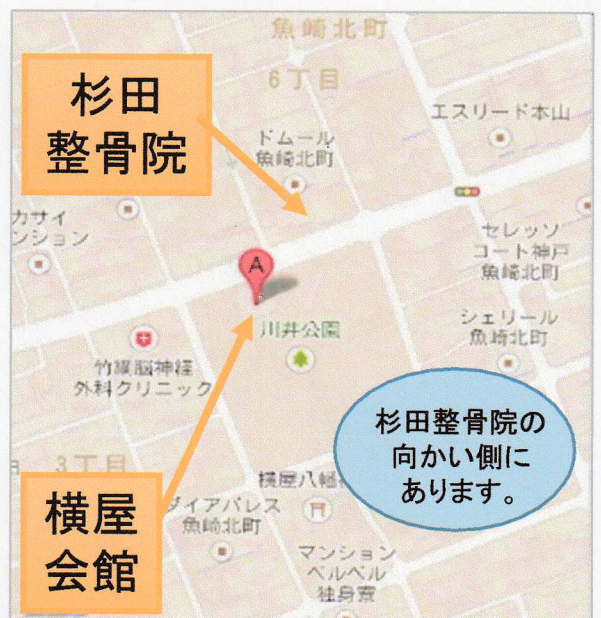 魚崎北町
6丁目
杉田
整骨院
エスリード本山
ドムール
魚崎北町
カサイ
ンション
セレッソ
コート神戸
魚崎北町
A
川井公園
シェリール
魚崎北町
脳神経
外科クリニック
杉田整骨院の
向かい側に
あります。
3丁目
横屋八幡
横屋
会館
ダイアパレス
魚崎北町
マンション
ベルベル
独身寮